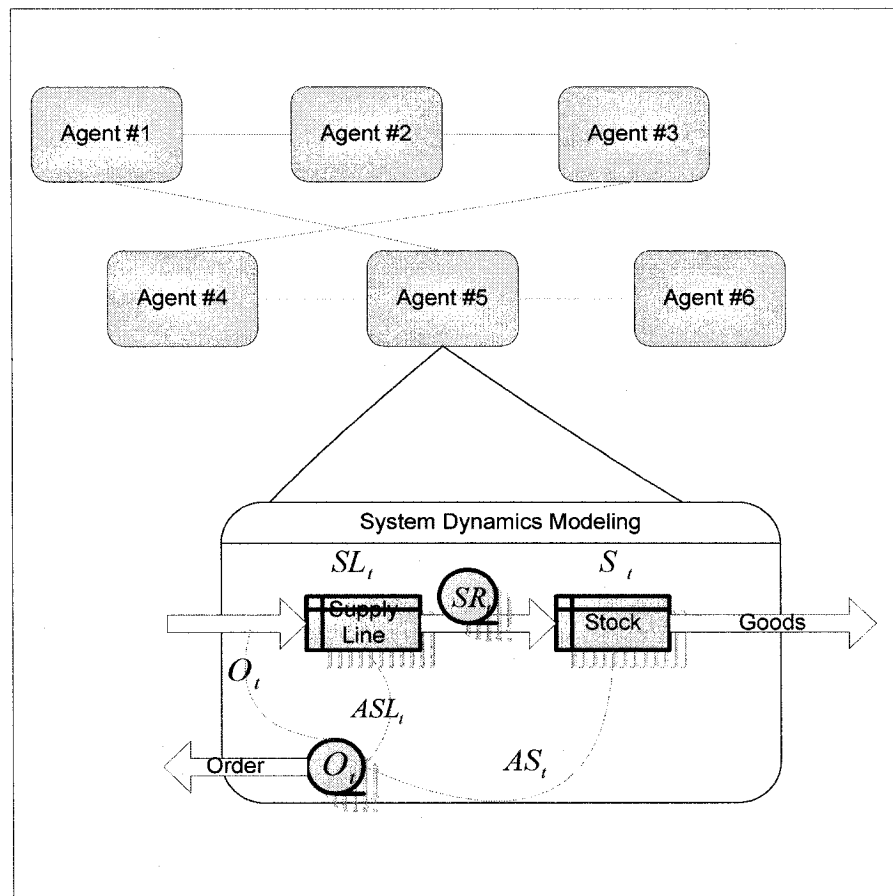 Agent #1
Agent #2
Agent #3
Agent #4
Agent #5
Agent #6
System Dynamics Modeling
SL_t
S_t
Supply
Line
SR
Stock
Goods
O_t
ASL_t
AS_t
Order
O_t